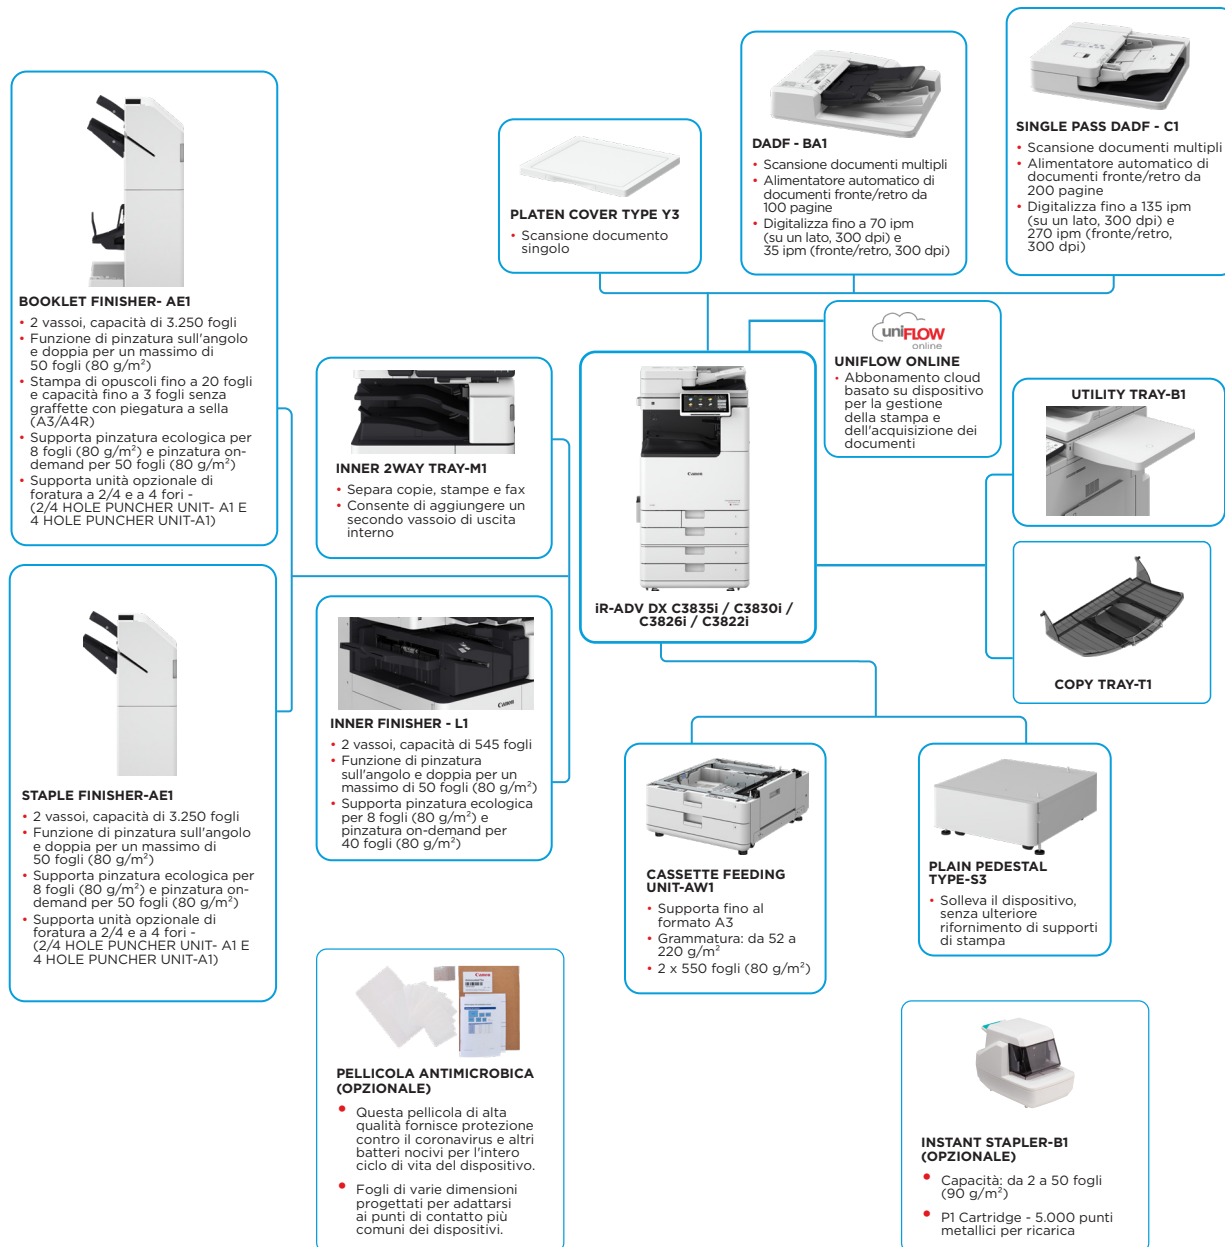 BOOKLET FINISHER- AE1
• 2 vassoi, capacità di 3.250 fogli
• Funzione di pinzatura sull'angolo
e doppia per un massimo di
50 fogli (80 g/m²)
• Stampa di opuscoli fino a 20 fogli
e capacità fino a 3 fogli senza
graffette con piegatura a sella
(A3/A4R)
• Supporta pinzatura ecologica per
8 fogli (80 g/m²) e pinzatura on-
demand per 50 fogli (80 g/m²)
• Supporta unità opzionale di
foratura a 2/4 e a 4 fori -
(2/4 HOLE PUNCHER UNIT- A1 E
4 HOLE PUNCHER UNIT-A1)
STAPLE FINISHER-AE1
• 2 vassoi, capacità di 3.250 fogli
• Funzione di pinzatura sull'angolo
e doppia per un massimo di
50 fogli (80 g/m²)
• Supporta pinzatura ecologica per
8 fogli (80 g/m²) e pinzatura on-
demand per 50 fogli (80 g/m²)
• Supporta unità opzionale di
foratura a 2/4 e a 4 fori -
(2/4 HOLE PUNCHER UNIT- A1 E
4 HOLE PUNCHER UNIT-A1)
INNER 2WAY TRAY-M1
• Separa copie, stampe e fax
• Consente di aggiungere un
secondo vassoio di uscita
interno
Canon
INNER FINISHER - L1
• 2 vassoi, capacità di 545 fogli
• Funzione di pinzatura
sull'angolo e doppia per un
massimo di 50 fogli (80 g/m²)
• Supporta pinzatura ecologica
per 8 fogli (80 g/m²) e
pinzatura on-demand per
40 fogli (80 g/m²)
Canon
PELLICOLA ANTIMICROBICA
(OPZIONALE)
• Questa pellicola di alta
qualità fornisce protezione
contro il coronavirus e altri
batteri nocivi per l'intero
ciclo di vita del dispositivo.
• Fogli di varie dimensioni
progettati per adattarsi
ai punti di contatto più
comuni dei dispositivi.
PLATEN COVER TYPE Y3
• Scansione documento
singolo
DADF - BA1
• Scansione documenti multipli
• Alimentatore automatico di
documenti fronte/retro da
100 pagine
• Digitalizza fino a 70 ipm
(su un lato, 300 dpi) e
35 ipm (fronte/retro, 300 dpi)
SINGLE PASS DADF - C1
• Scansione documenti multipli
• Alimentatore automatico di
documenti fronte/retro da
200 pagine
• Digitalizza fino a 135 ipm
(su un lato, 300 dpi) e
270 ipm (fronte/retro,
300 dpi)
Canon
iR-ADV DX C3835i / C3830i /
C3826i / C3822i
uniFLOW
online
UNIFLOW ONLINE
• Abbonamento cloud
basato su dispositivo
per la gestione
della stampa e
dell'acquisizione dei
documenti
UTILITY TRAY-B1
COPY TRAY-T1
CASSETTE FEEDING
UNIT-AW1
• Supporta fino al
formato A3
• Grammatura: da 52 a
220 g/m²
• 2 x 550 fogli (80 g/m²)
PLAIN PEDESTAL
TYPE-S3
• Solleva il dispositivo,
senza ulteriore
rifornimento di supporti
di stampa
INSTANT STAPLER-B1
(OPZIONALE)
• Capacità: da 2 a 50 fogli
(90 g/m²)
• P1 Cartridge - 5.000 punti
metallici per ricarica